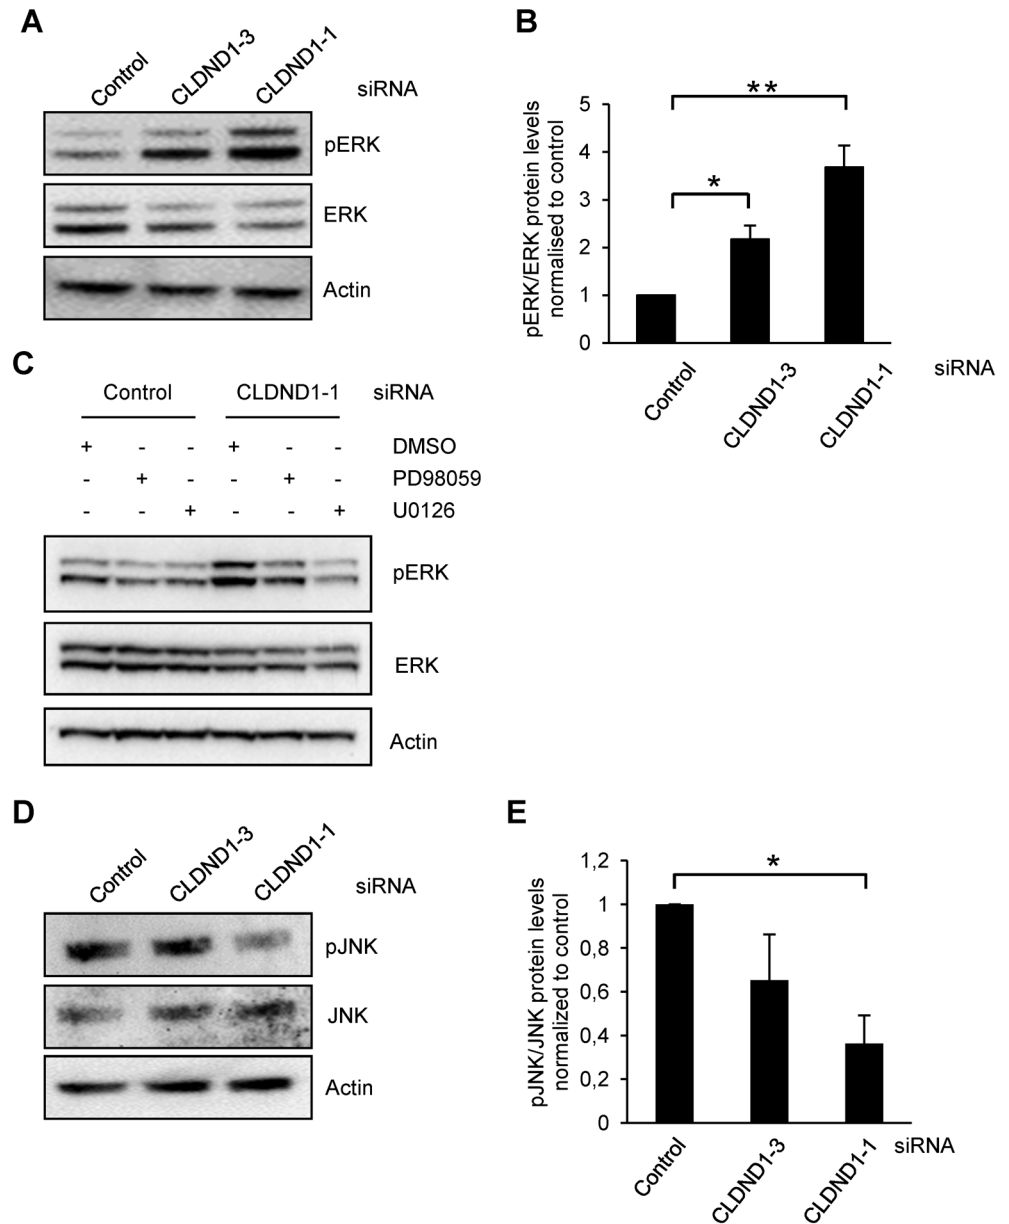 A
Control CLDND1-3 CLDND1-1 siRNA
pERK
ERK
Actin
B
pERK/ERK protein levels
normalised to control
5
4
3
2
1
0
**
*
Control CLDND1-3 CLDND1-1 siRNA
C
Control CLDND1-1 siRNA
+ - - + - - DMSO
- + - - + - PD98059
- - + - - + U0126
pERK
ERK
Actin
D
Control CLDND1-3 CLDND1-1 siRNA
pJNK
JNK
Actin
E
pJNK/JNK protein levels
normalized to control
1,2
1
0,8
0,6
0,4
0,2
0
*
Control CLDND1-3 CLDND1-1 siRNA